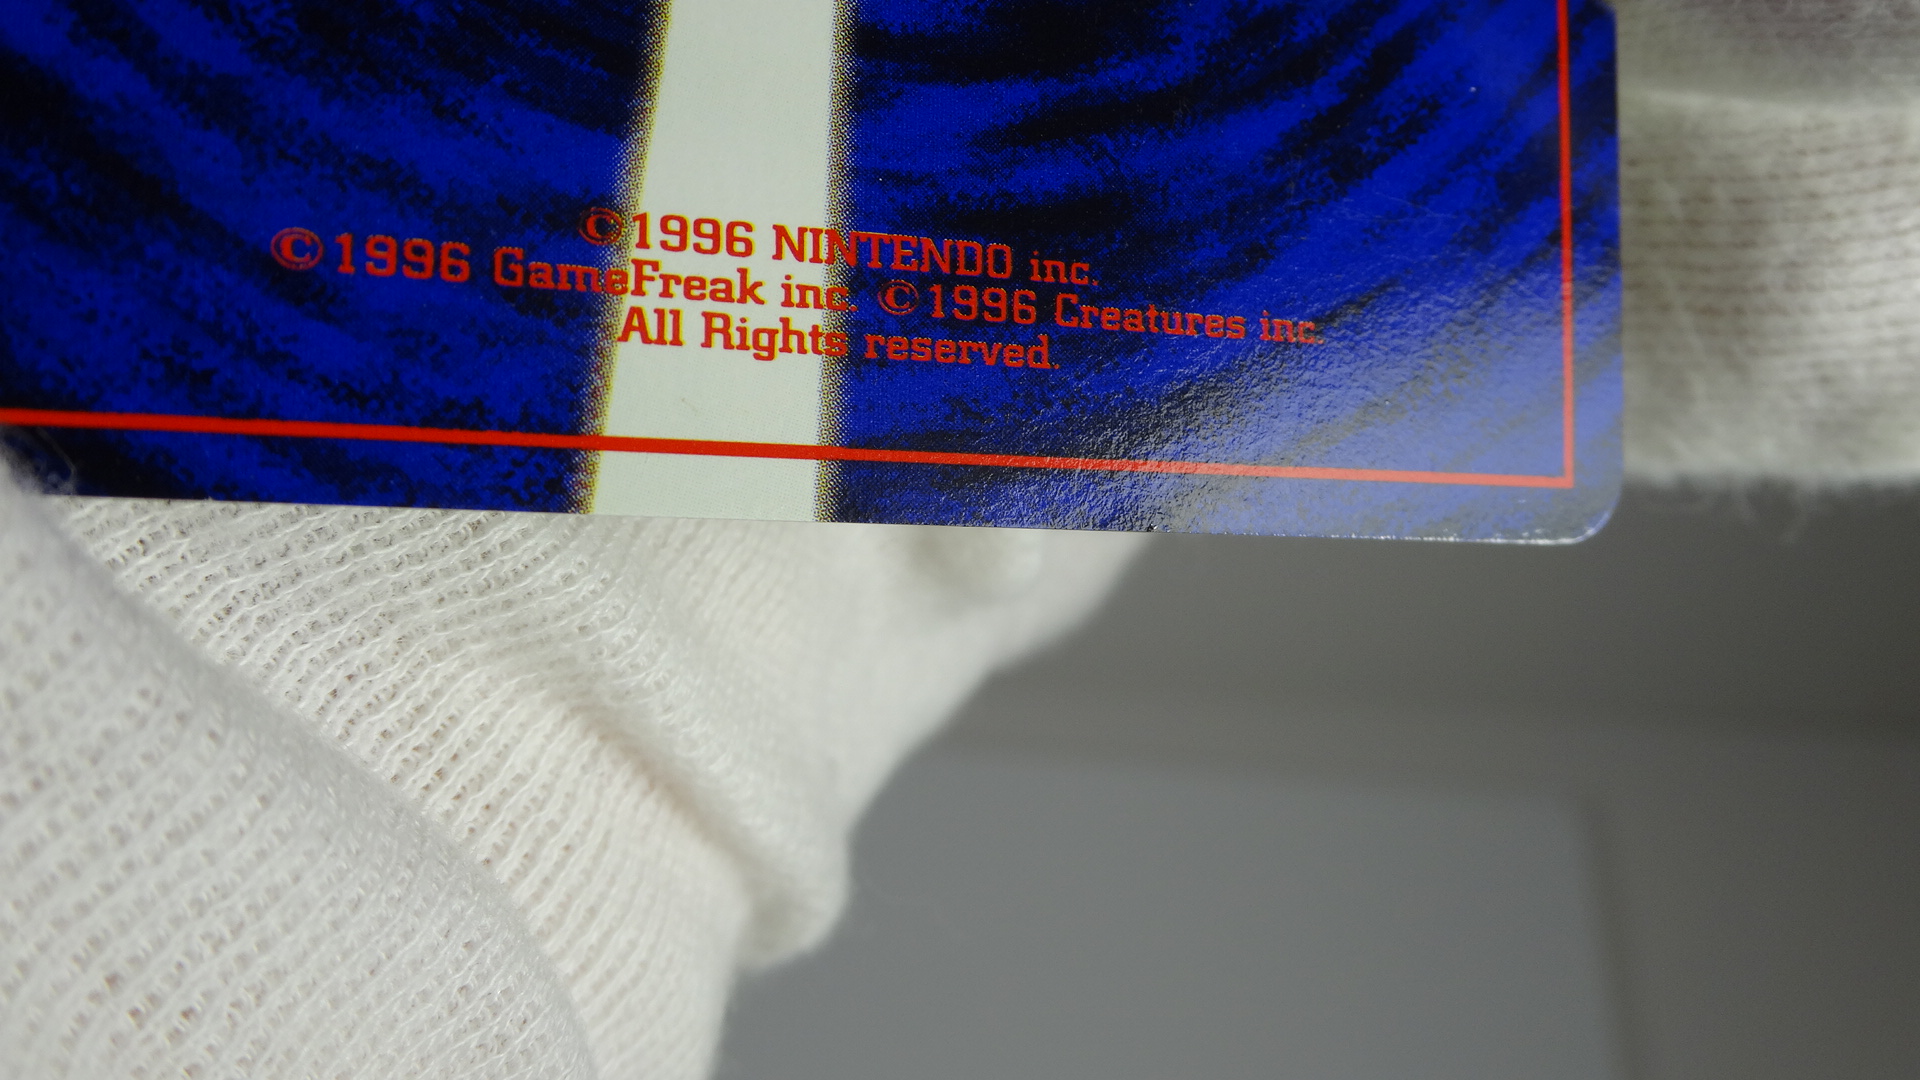 ©1996 NINTENDO inc.
©1996 GameFreak inc. ©1996 Creatures inc.
All Rights reserved.